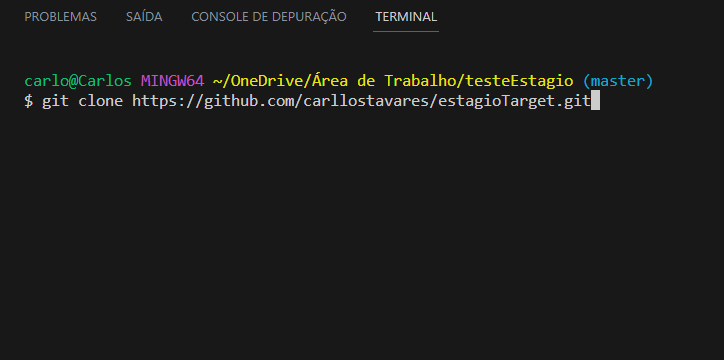 PROBLEMAS SAÍDA CONSOLE DE DEPURAÇÃO TERMINAL
carlo@Carlos MINGW64 ~/OneDrive/Área de Trabalho/testeEstagio (master)
$ git clone https://github.com/carllostavares/estagioTarget.git